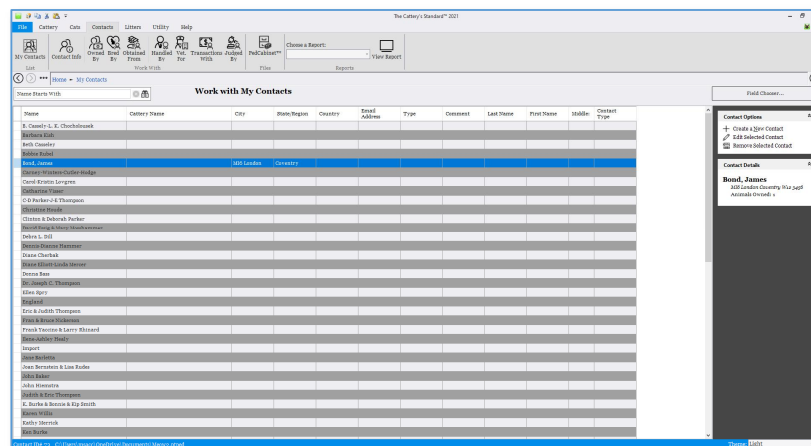 The Cattery's Standard™ 2021
File Cattery Cats Contacts Litters Utility Help
My Contacts
Contact Info
Owned By
Bred By
Obtained From
Handled By
Vet. For
Transactions With
Judged By
PedCabinet™
Choose a Report:
View Report
List
Work With
Files
Reports
Home My Contacts
Name Starts With
Work with My Contacts
Field Chooser...
Name Cattery Name City State/Region Country Email Address Type Comment Last Name First Name Middle: Contact Type
B. Cassely-L. K. Chocholousek
Barbara Kish
Beth Casseley
Bobbie Rubel
Bond, James MI6 London Coventry
Carney-Winters-Cutler-Hodge
Carol-Kristin Lovgren
Catharine Visser
C-D Parker-J-E Thompson
Christine Houde
Clinton & Deborah Parker
Debra L. Dill
Dennis-Dianne Hammer
Diane Cherbak
Diane Elliott-Linda Mercer
Donna Bass
Dr. Joseph C. Thompson
Ellen Spry
England
Eric & Judith Thompson
Fran & Bruce Nickerson
Frank Yaccino & Larry Rhinard
Gene-Ashley Healy
Import
Jane Barletta
Joan Bernstein & Lisa Rudes
John Baker
John Hiemstra
Judith & Eric Thompson
K. Burke & Bonnie & Kip Smith
Karen Willis
Kathy Merrick
Ken Burke
Contact Options
Create a New Contact
Edit Selected Contact
Remove Selected Contact
Contact Details
Bond, James
MI6 London Coventry W12 3456
Animals Owned: 1
Theme: Light